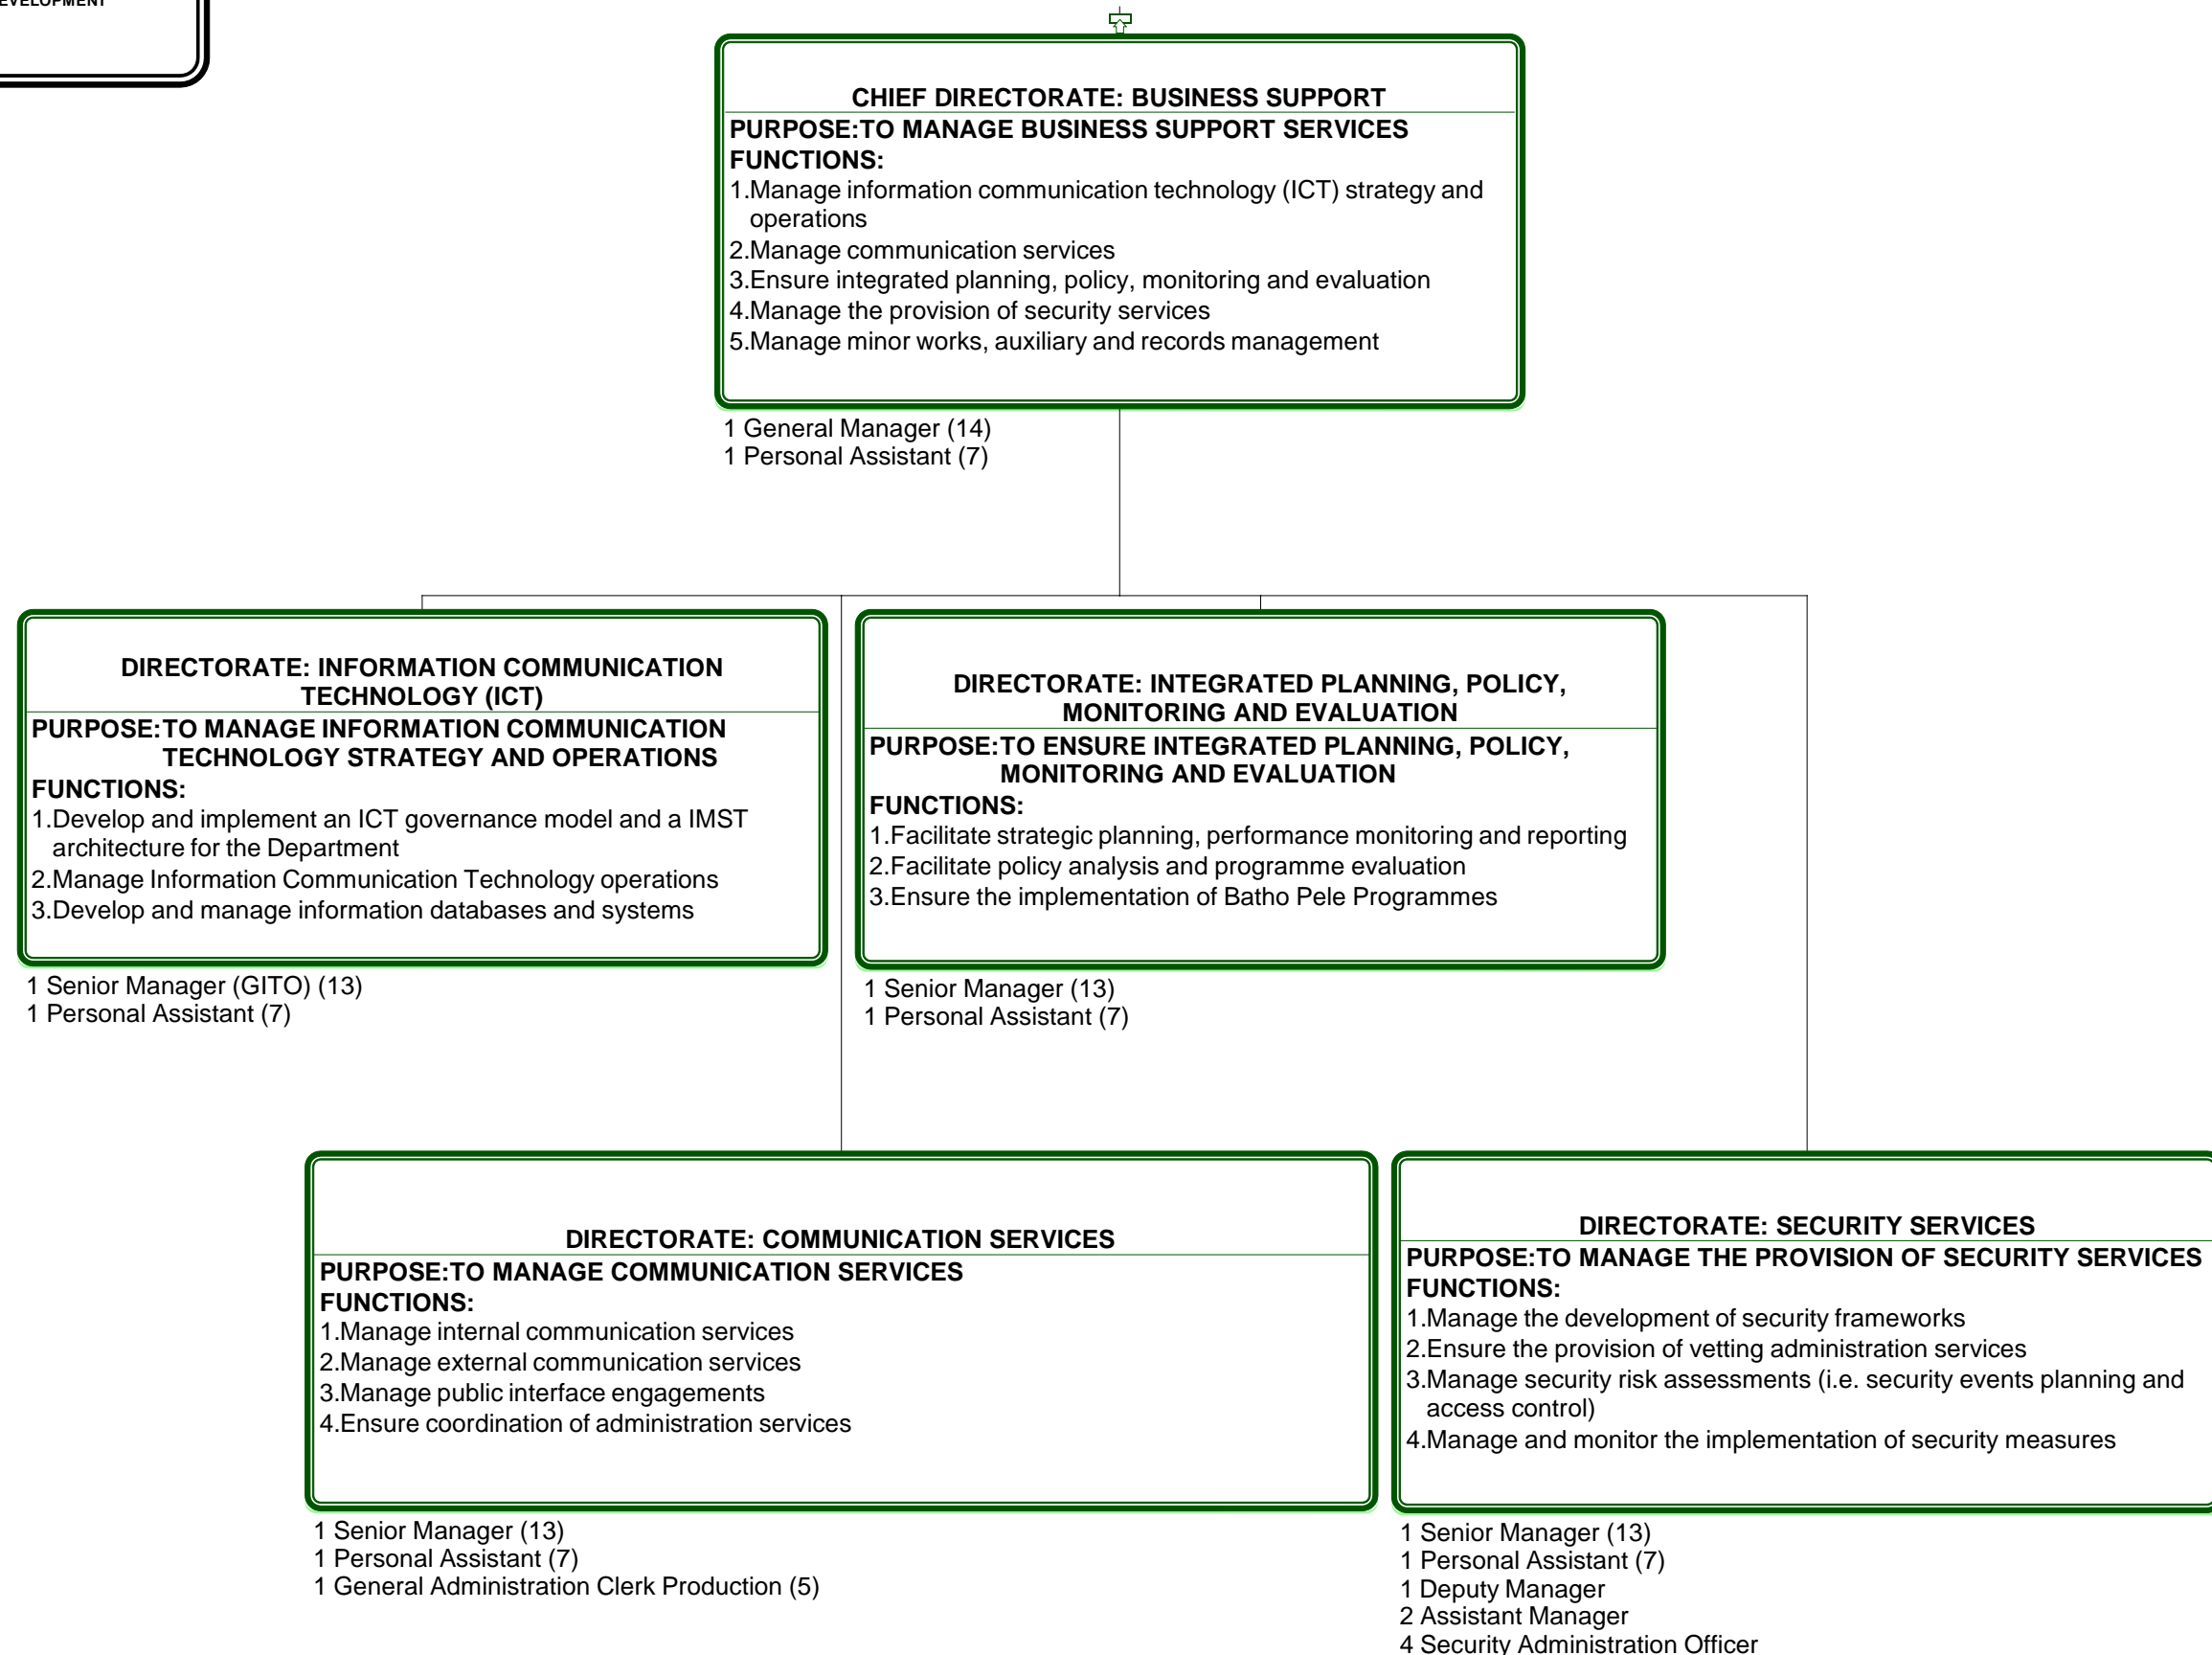 CHIEF DIRECTORATE: BUSINESS SUPPORT
PURPOSE:TO MANAGE BUSINESS SUPPORT SERVICES
FUNCTIONS:
1.Manage information communication technology (ICT) strategy and
operations
2.Manage communication services
3.Ensure integrated planning, policy, monitoring and evaluation
4.Manage the provision of security services
5.Manage minor works, auxiliary and records management
1 General Manager (14)
1 Personal Assistant (7)
DIRECTORATE: INFORMATION COMMUNICATION
TECHNOLOGY (ICT)
PURPOSE:TO MANAGE INFORMATION COMMUNICATION
TECHNOLOGY STRATEGY AND OPERATIONS
FUNCTIONS:
1.Develop and implement an ICT governance model and a IMST
architecture for the Department
2.Manage Information Communication Technology operations
3.Develop and manage information databases and systems
1 Senior Manager (GITO) (13)
1 Personal Assistant (7)
DIRECTORATE: INTEGRATED PLANNING, POLICY,
MONITORING AND EVALUATION
PURPOSE:TO ENSURE INTEGRATED PLANNING, POLICY,
MONITORING AND EVALUATION
FUNCTIONS:
1.Facilitate strategic planning, performance monitoring and reporting
2.Facilitate policy analysis and programme evaluation
3.Ensure the implementation of Batho Pele Programmes
1 Senior Manager (13)
1 Personal Assistant (7)
DIRECTORATE: COMMUNICATION SERVICES
PURPOSE:TO MANAGE COMMUNICATION SERVICES
FUNCTIONS:
1.Manage internal communication services
2.Manage external communication services
3.Manage public interface engagements
4.Ensure coordination of administration services
1 Senior Manager (13)
1 Personal Assistant (7)
1 General Administration Clerk Production (5)
DIRECTORATE: SECURITY SERVICES
PURPOSE:TO MANAGE THE PROVISION OF SECURITY SERVICES
FUNCTIONS:
1.Manage the development of security frameworks
2.Ensure the provision of vetting administration services
3.Manage security risk assessments (i.e. security events planning and
access control)
4.Manage and monitor the implementation of security measures
1 Senior Manager (13)
1 Personal Assistant (7)
1 Deputy Manager
2 Assistant Manager
4 Security Administration Officer